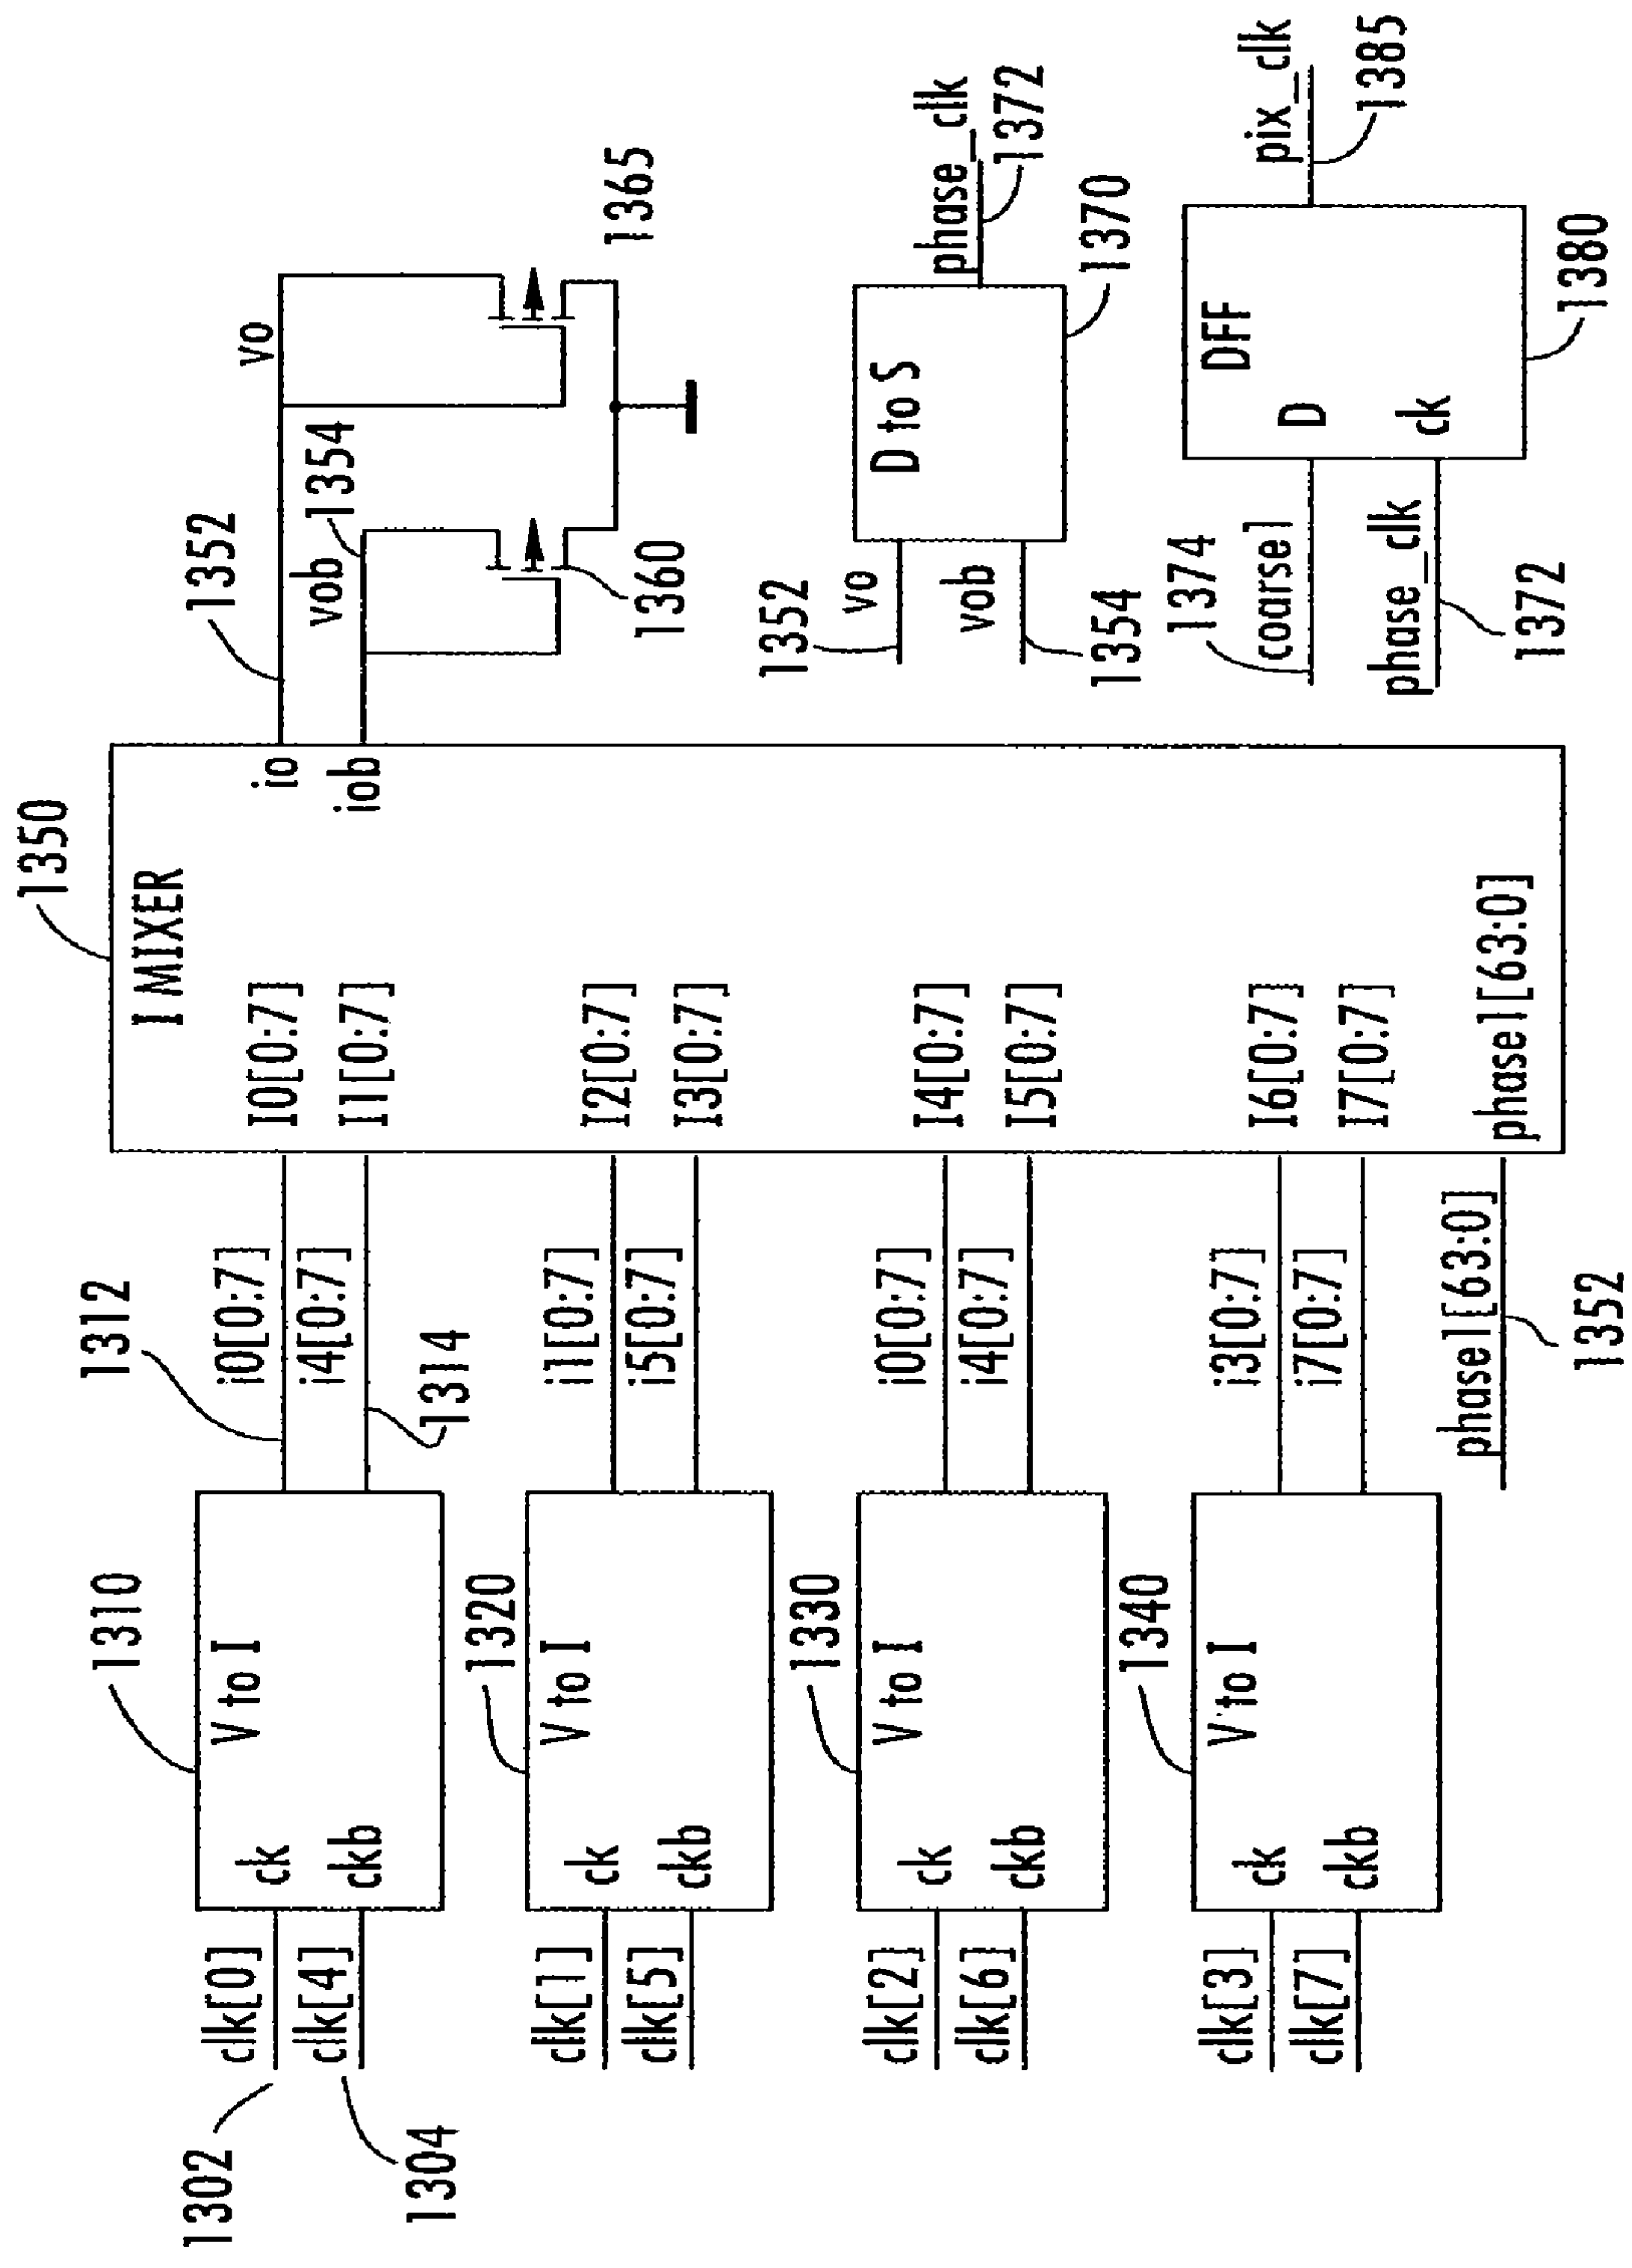 1350
I MIXER
1302
clk[0]
clk[4]
1304
ck
ckb
V to I
1310
1312
i0[0:7]
i4[0:7]
1314
I0[0:7]
I1[0:7]
io
iob
1352
vo
vob
1354
1360
1365
clk[1]
clk[5]
ck
ckb
V to I
1320
i1[0:7]
i5[0:7]
I2[0:7]
I3[0:7]
clk[2]
clk[6]
ck
ckb
V to I
1330
i0[0:7]
i4[0:7]
I4[0:7]
I5[0:7]
1352
vo
vob
1354
D to S
phase_clk
1372
1370
clk[3]
clk[7]
ck
ckb
V to I
1340
i3[0:7]
i7[0:7]
I6[0:7]
I7[0:7]
1374
coarse1
phase_clk
1372
DFF
D
ck
pix_clk
1385
1380
phase1[63:0]
1352
phase1[63:0]